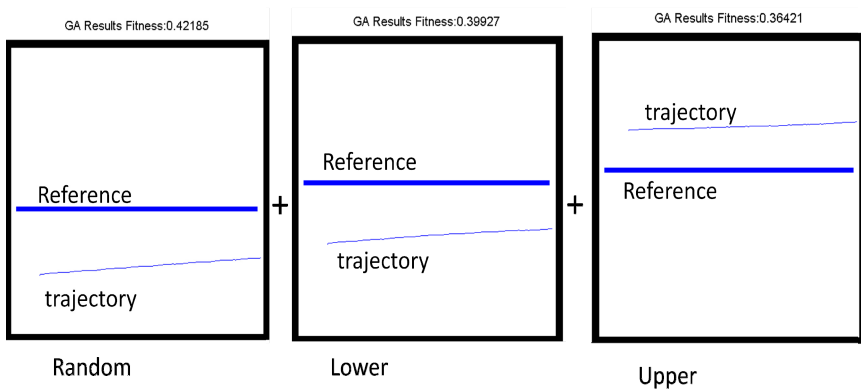 GA Results Fitness:0.42185
GA Results Fitness:0.39927
GA Results Fitness:0.36421
Reference
trajectory
Random
+
Reference
trajectory
Lower
+
trajectory
Reference
Upper